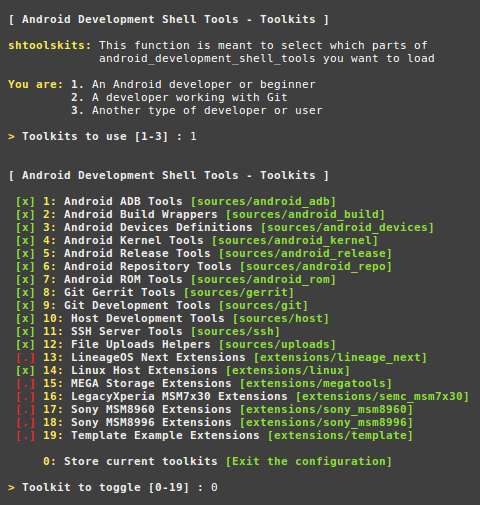 [ Android Development Shell Tools - Toolkits ]
shtoolskits: This function is meant to select which parts of
android_development_shell_tools you want to load
You are: 1. An Android developer or beginner
2. A developer working with Git
3. Another type of developer or user
> Toolkits to use [1-3] : 1
[ Android Development Shell Tools - Toolkits ]
[x] 1: Android ADB Tools [sources/android_adb]
[x] 2: Android Build Wrappers [sources/android_build]
[x] 3: Android Devices Definitions [sources/android_devices]
[x] 4: Android Kernel Tools [sources/android_kernel]
[x] 5: Android Release Tools [sources/android_release]
[x] 6: Android Repository Tools [sources/android_repo]
[x] 7: Android ROM Tools [sources/android_rom]
[x] 8: Git Gerrit Tools [sources/gerrit]
[x] 9: Git Development Tools [sources/git]
[x] 10: Host Development Tools [sources/host]
[x] 11: SSH Server Tools [sources/ssh]
[x] 12: File Uploads Helpers [sources/uploads]
[.] 13: LineageOS Next Extensions [extensions/lineage_next]
[x] 14: Linux Host Extensions [extensions/linux]
[.] 15: MEGA Storage Extensions [extensions/megatools]
[.] 16: LegacyXperia MSM7x30 Extensions [extensions/semc_msm7x30]
[.] 17: Sony MSM8960 Extensions [extensions/sony_msm8960]
[.] 18: Sony MSM8996 Extensions [extensions/sony_msm8996]
[.] 19: Template Example Extensions [extensions/template]
0: Store current toolkits [Exit the configuration]
> Toolkit to toggle [0-19] : 0